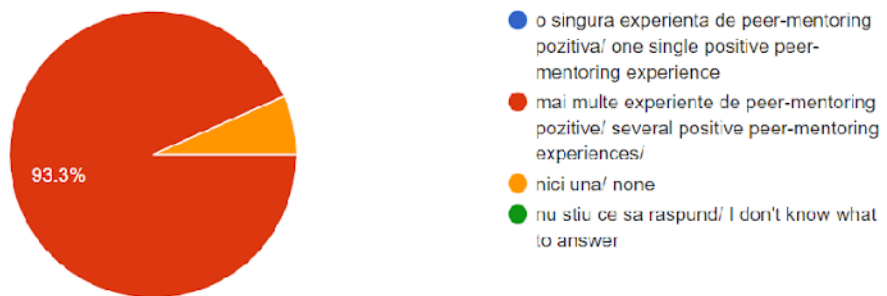 93.3%
o singura experienta de peer-mentoring
pozitiva/ one single positive peer-
mentoring experience
mai multe experiente de peer-mentoring
pozitive/ several positive peer-mentoring
experiences/
nici una/ none
nu stiu ce sa raspund/ I don't know what
to answer